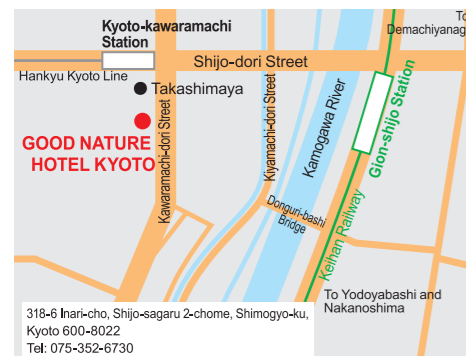 Kyoto-kawaramachi
Station
To
Demachiyanag
Shijo-dori Street
Hankyu Kyoto Line
Takashimaya
GOOD NATURE
HOTEL KYOTO
Kawaramachi-dori Street
Kiyamachi-dori Street
Kamogawa River
Gion-shijo Station
Donguri-bashi
Bridge
Keihan Railway
To Yodoyabashi and
Nakanoshima
318-6 Inari-cho, Shijo-sagaru 2-chome, Shimogyo-ku,
Kyoto 600-8022
Tel: 075-352-6730